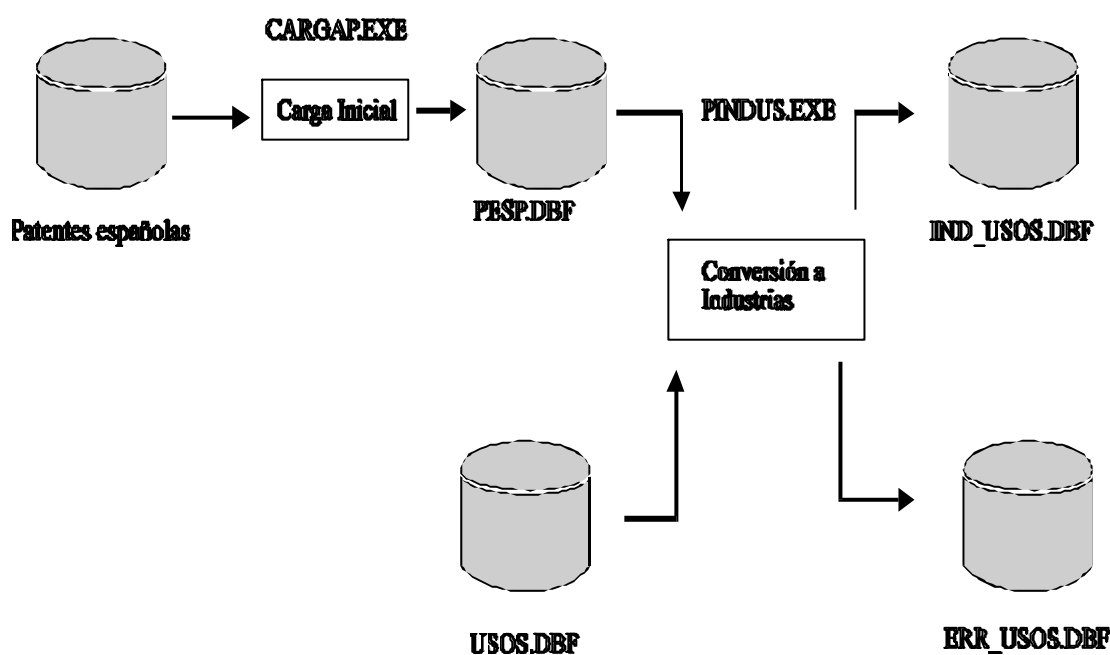 CARGAP.EXE
Carga Inicial
PINDUS.EXE
Patentes españolas
PESP.DBF
IND_USOS.DBF
Conversión a
Industrias
USOS.DBF
ERR_USOS.DBF